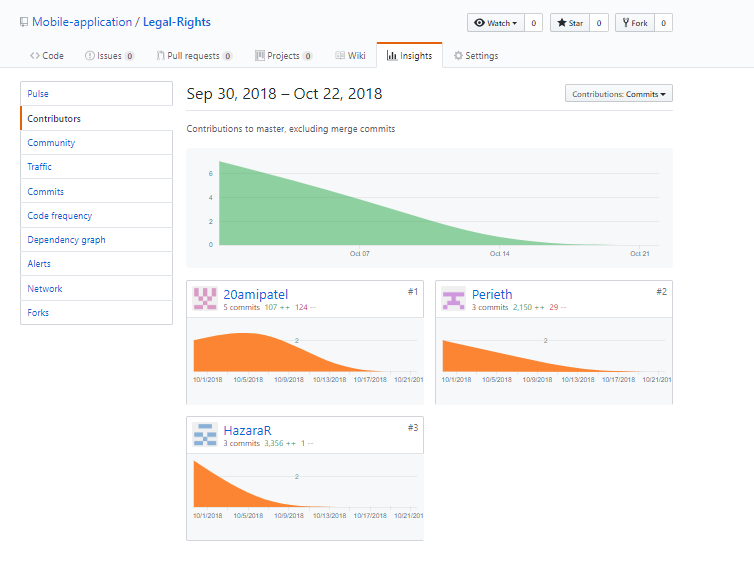 Mobile-application / Legal-Rights
Watch 0 Star 0 Fork 0
Code Issues 0 Pull requests 0 Projects 0 Wiki Insights Settings
Pulse
Contributors
Community
Traffic
Commits
Code frequency
Dependency graph
Alerts
Network
Forks
Sep 30, 2018 – Oct 22, 2018
Contributions: Commits
Contributions to master, excluding merge commits
6
4
2
0
Oct 07 Oct 14 Oct 21
20amipatel #1
5 commits 107 ++ 124 --
2
10/1/2018 10/5/2018 10/9/2018 10/13/2018 10/17/2018 10/21/201
Perieth #2
3 commits 2,150 ++ 29 --
2
10/1/2018 10/5/2018 10/9/2018 10/13/2018 10/17/2018 10/21/201
HazaraR #3
3 commits 3,356 ++ 1 --
2
10/1/2018 10/5/2018 10/9/2018 10/13/2018 10/17/2018 10/21/201